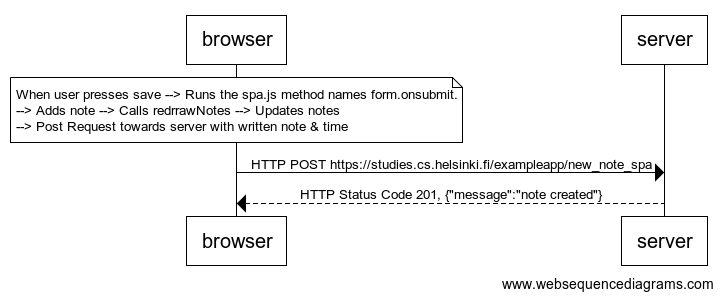 browser
server
When user presses save --> Runs the spa.js method names form.onsubmit.
--> Adds note --> Calls redrrawNotes --> Updates notes
--> Post Request towards server with written note & time
HTTP POST https://studies.cs.helsinki.fi/exampleapp/new_note_spa
HTTP Status Code 201, {"message":"note created"}
browser
server
www.websequencediagrams.com